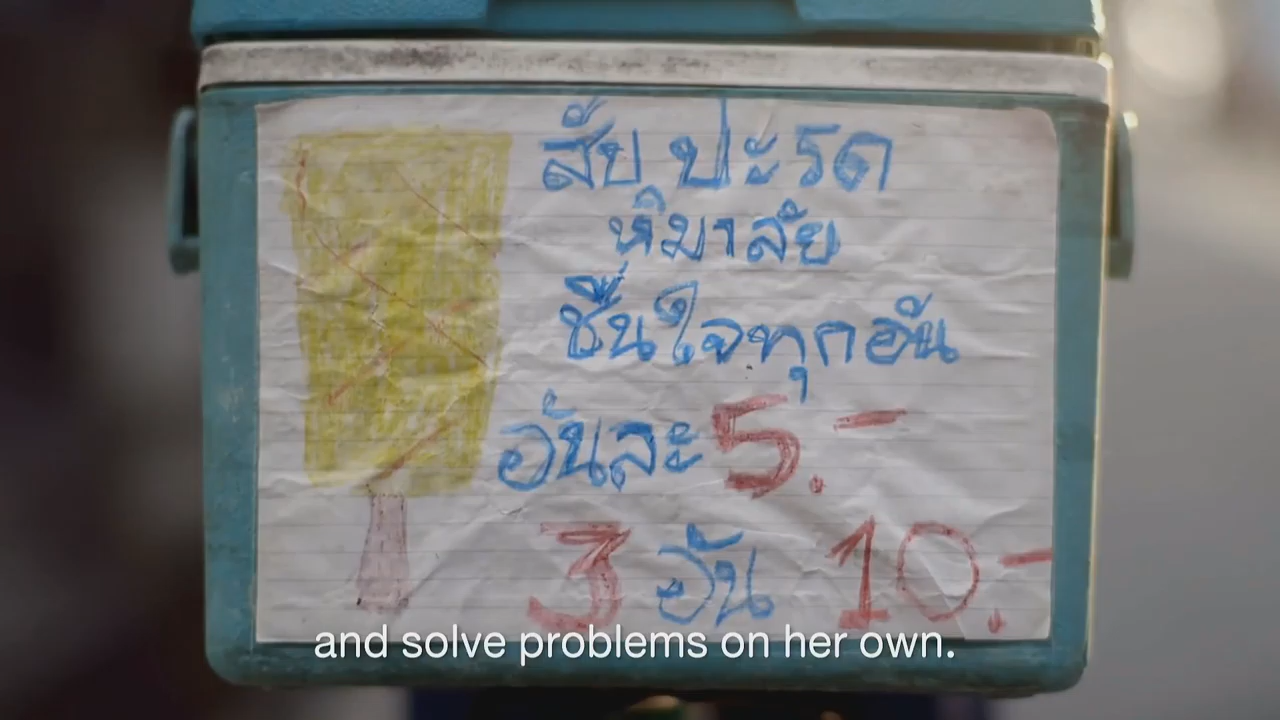 สับ ปะรด
หิมาลัย
ชื่นใจทุกอัน
อันละ 5.-
3 อัน 10.-
and solve problems on her own.